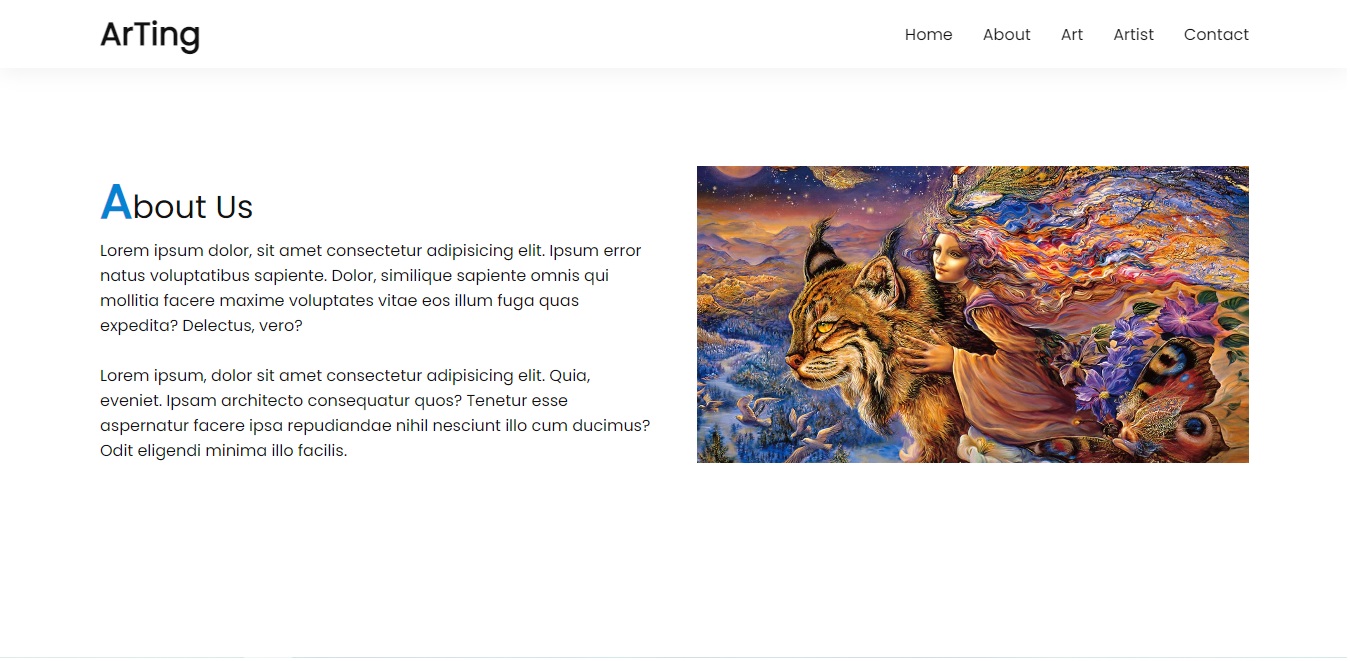 ArTing
Home About Art Artist Contact
About Us
Lorem ipsum dolor, sit amet consectetur adipisicing elit. Ipsum error
natus voluptatibus sapiente. Dolor, similique sapiente omnis qui
mollitia facere maxime voluptates vitae eos illum fuga quas
expedita? Delectus, vero?
Lorem ipsum, dolor sit amet consectetur adipisicing elit. Quia,
eveniet. Ipsam architecto consequatur quos? Tenetur esse
aspernatur facere ipsa repudiandae nihil nesciunt illo cum ducimus?
Odit eligendi minima illo facilis.